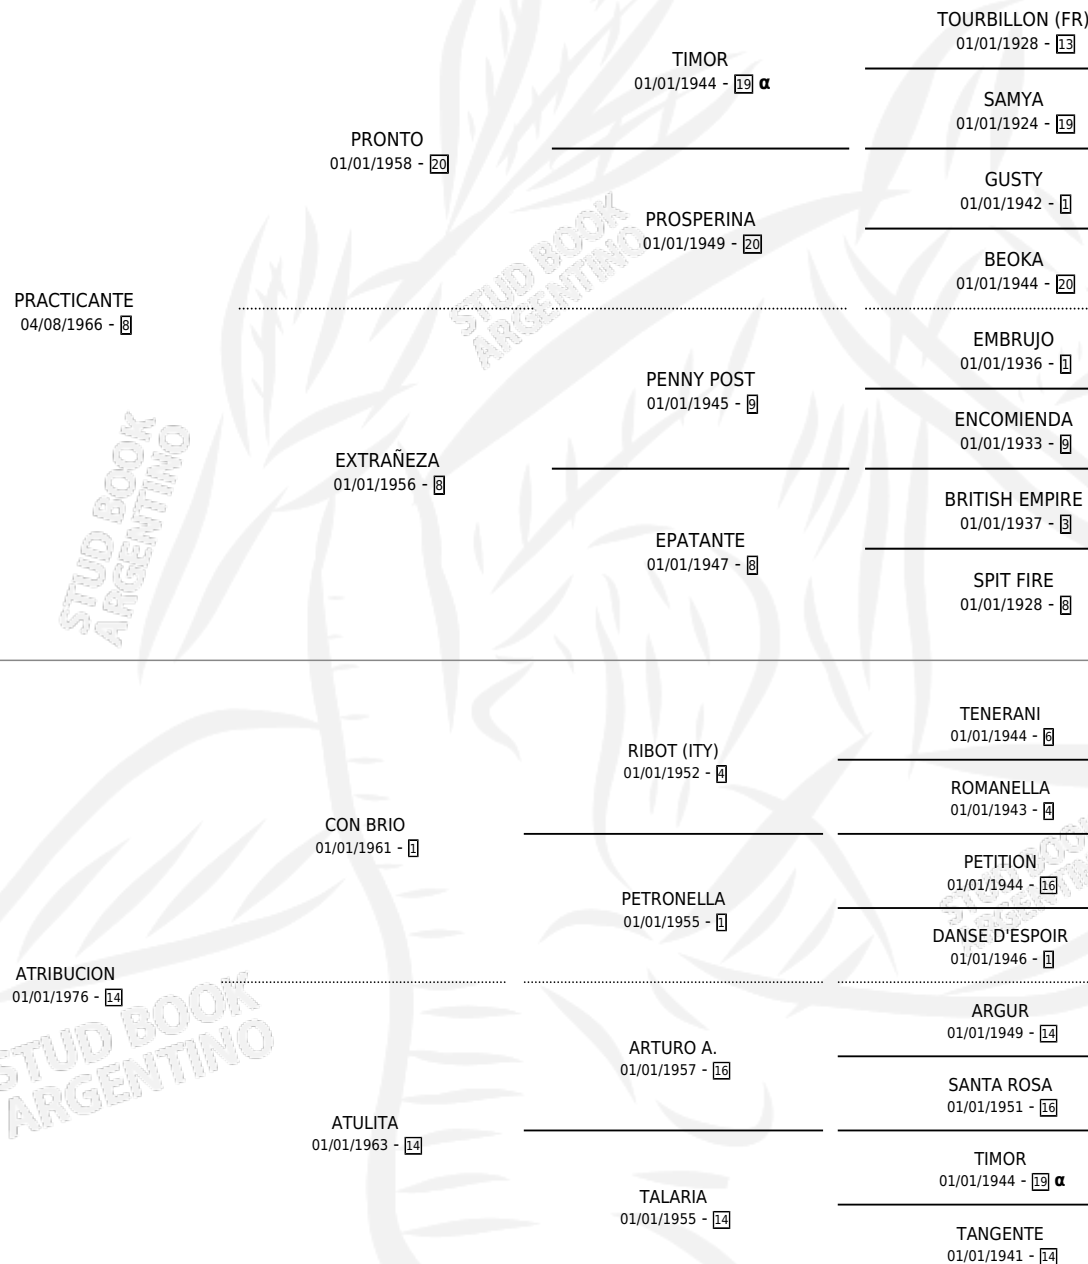 TOURBILLON (FR)
01/01/1928 - 13
TIMOR
01/01/1944 - 19 α
SAMYA
01/01/1924 - 19
PRONTO
01/01/1958 - 20
GUSTY
01/01/1942 - 1
PROSPERINA
01/01/1949 - 20
BEOKA
01/01/1944 - 20
PRACTICANTE
04/08/1966 - 8
EMBRUJO
01/01/1936 - 1
PENNY POST
01/01/1945 - 9
ENCOMIENDA
01/01/1933 - 9
EXTRAÑEZA
01/01/1956 - 8
BRITISH EMPIRE
01/01/1937 - 3
EPATANTE
01/01/1947 - 8
SPIT FIRE
01/01/1928 - 8
TENERANI
01/01/1944 - 6
RIBOT (ITY)
01/01/1952 - 4
ROMANELLA
01/01/1943 - 4
CON BRIO
01/01/1961 - 1
PETITION
01/01/1944 - 16
PETRONELLA
01/01/1955 - 1
DANSE D'ESPOIR
01/01/1946 - 1
ATRIBUCION
01/01/1976 - 14
ARGUR
01/01/1949 - 14
ARTURO A.
01/01/1957 - 16
SANTA ROSA
01/01/1951 - 16
ATULITA
01/01/1963 - 14
TIMOR
01/01/1944 - 19 α
TALARIA
01/01/1955 - 14
TANGENTE
01/01/1941 - 14
STUD BOOK
ARGENTINO
STUD BOOK
ARGENTINO
STUD BOOK
ARGENTINO
STUD BOOK
ARGENTINO